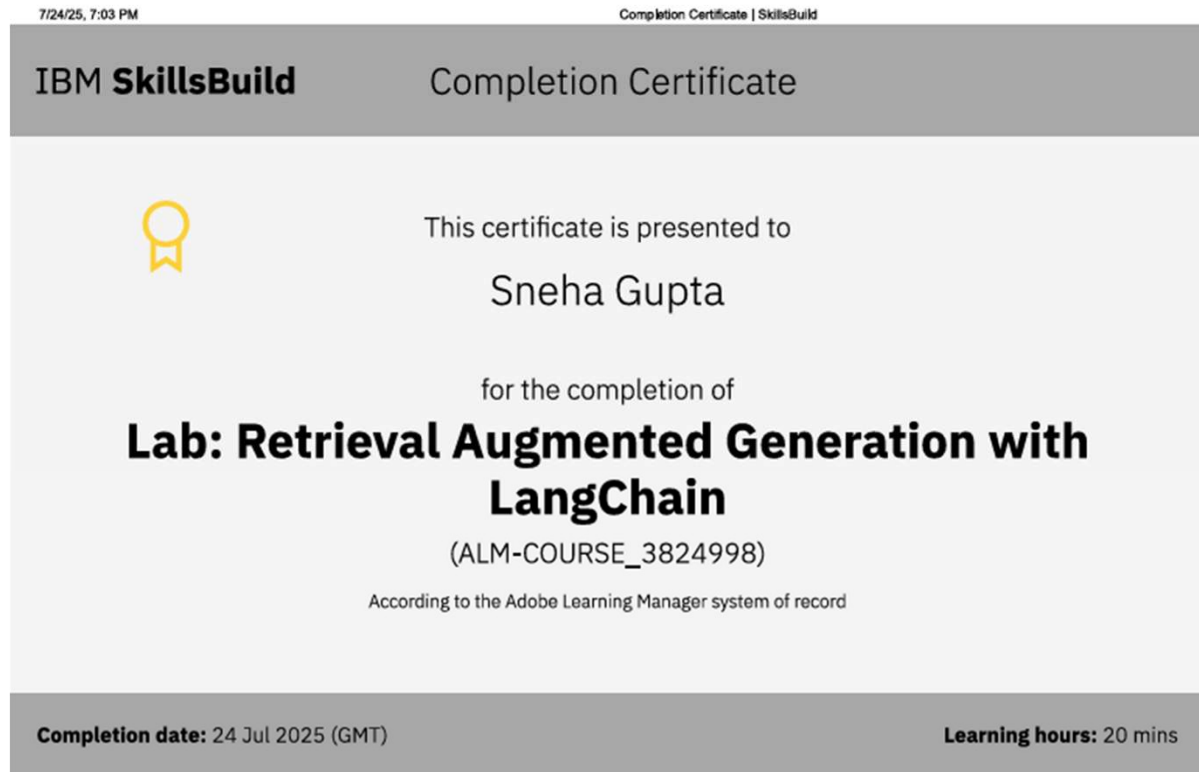 7/24/25, 7:03 PM Completion Certificate | SkillsBuild
IBM SkillsBuild Completion Certificate
This certificate is presented to
Sneha Gupta
for the completion of
Lab: Retrieval Augmented Generation with
LangChain
(ALM-COURSE_3824998)
According to the Adobe Learning Manager system of record
Completion date: 24 Jul 2025 (GMT) Learning hours: 20 mins